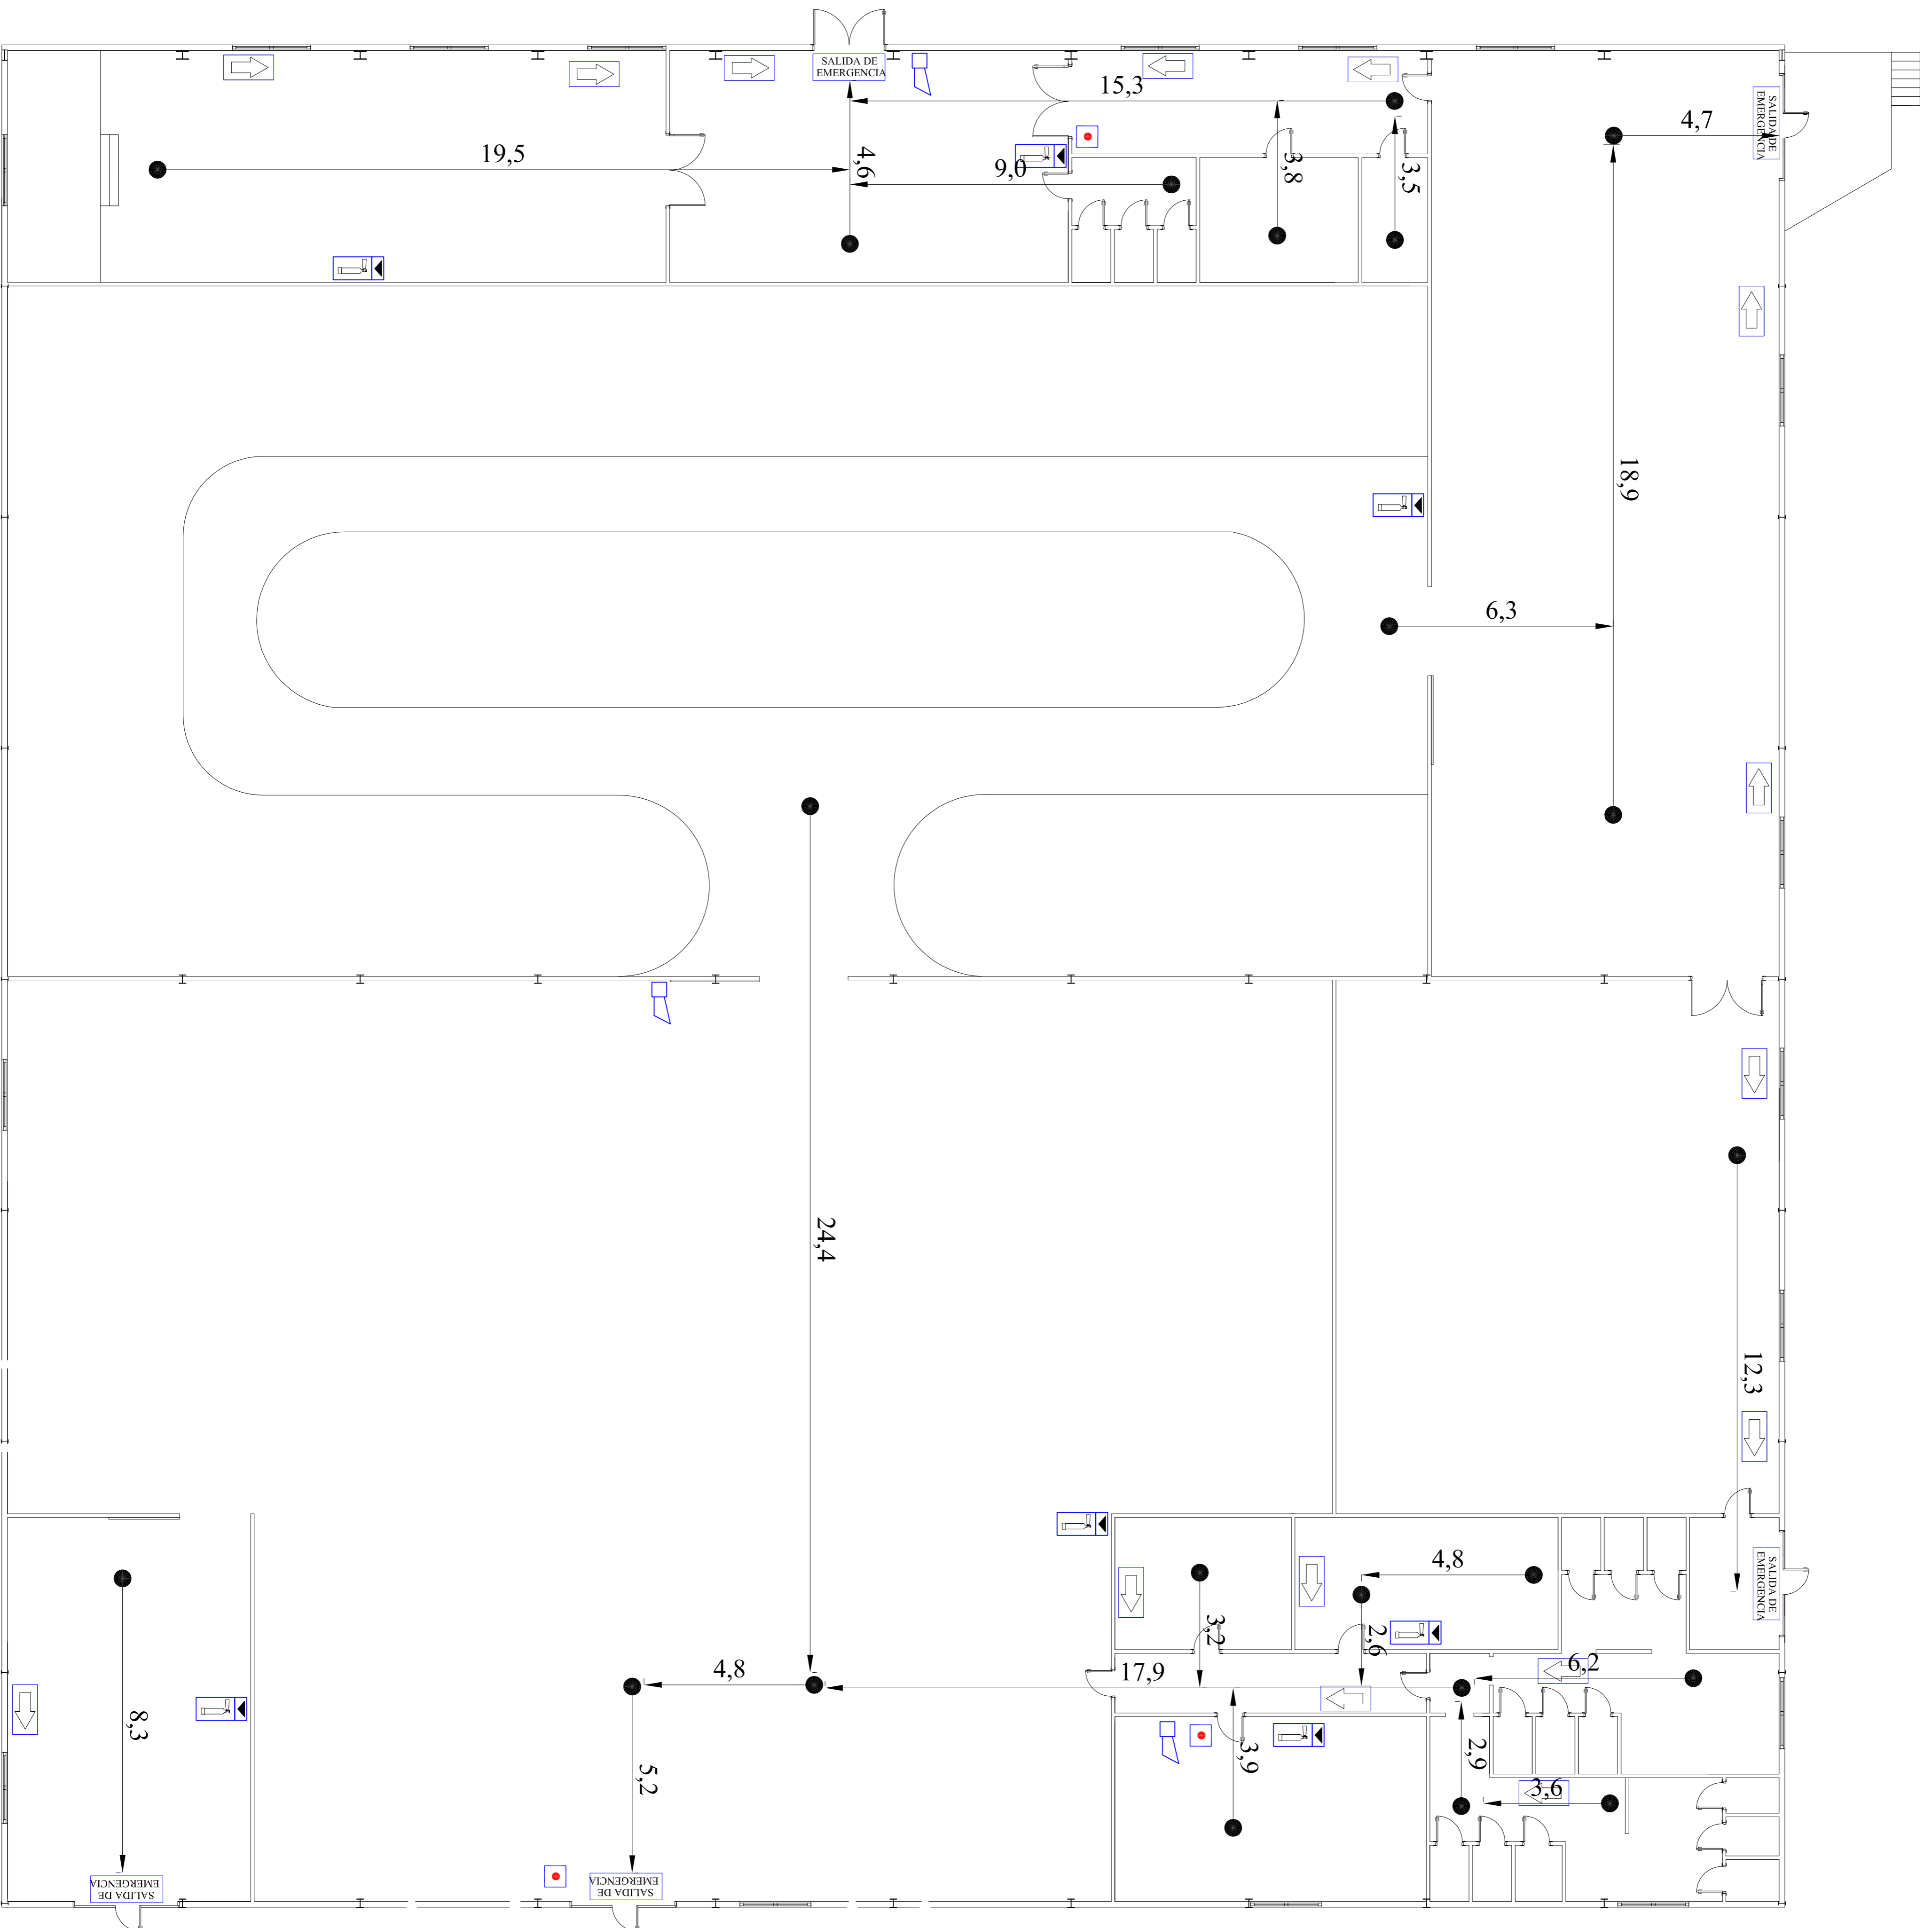 SALIDA DE
EMERGENCIA
15,3
4,7
SALIDA DE
EMERGENCIA
19,5
4,6
9,0
3,8
3,5
18,9
6,3
24,4
12,3
4,8
SALIDA DE
EMERGENCIA
3,2
2,6
4,8
17,9
6,2
8,3
5,2
3,9
2,9
3,6
SALIDA DE
EMERGENCIA
SALIDA DE
EMERGENCIA